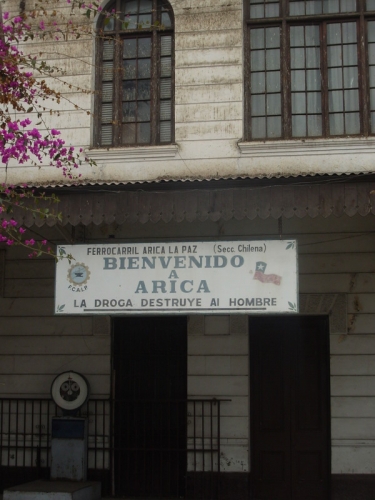 FERROCARRIL ARICA LA PAZ (Secc. Chilena)
BIENVENIDO
A
ARICA
LA DROGA DESTRUYE Al HOMBRE
F.C.A.L.P.